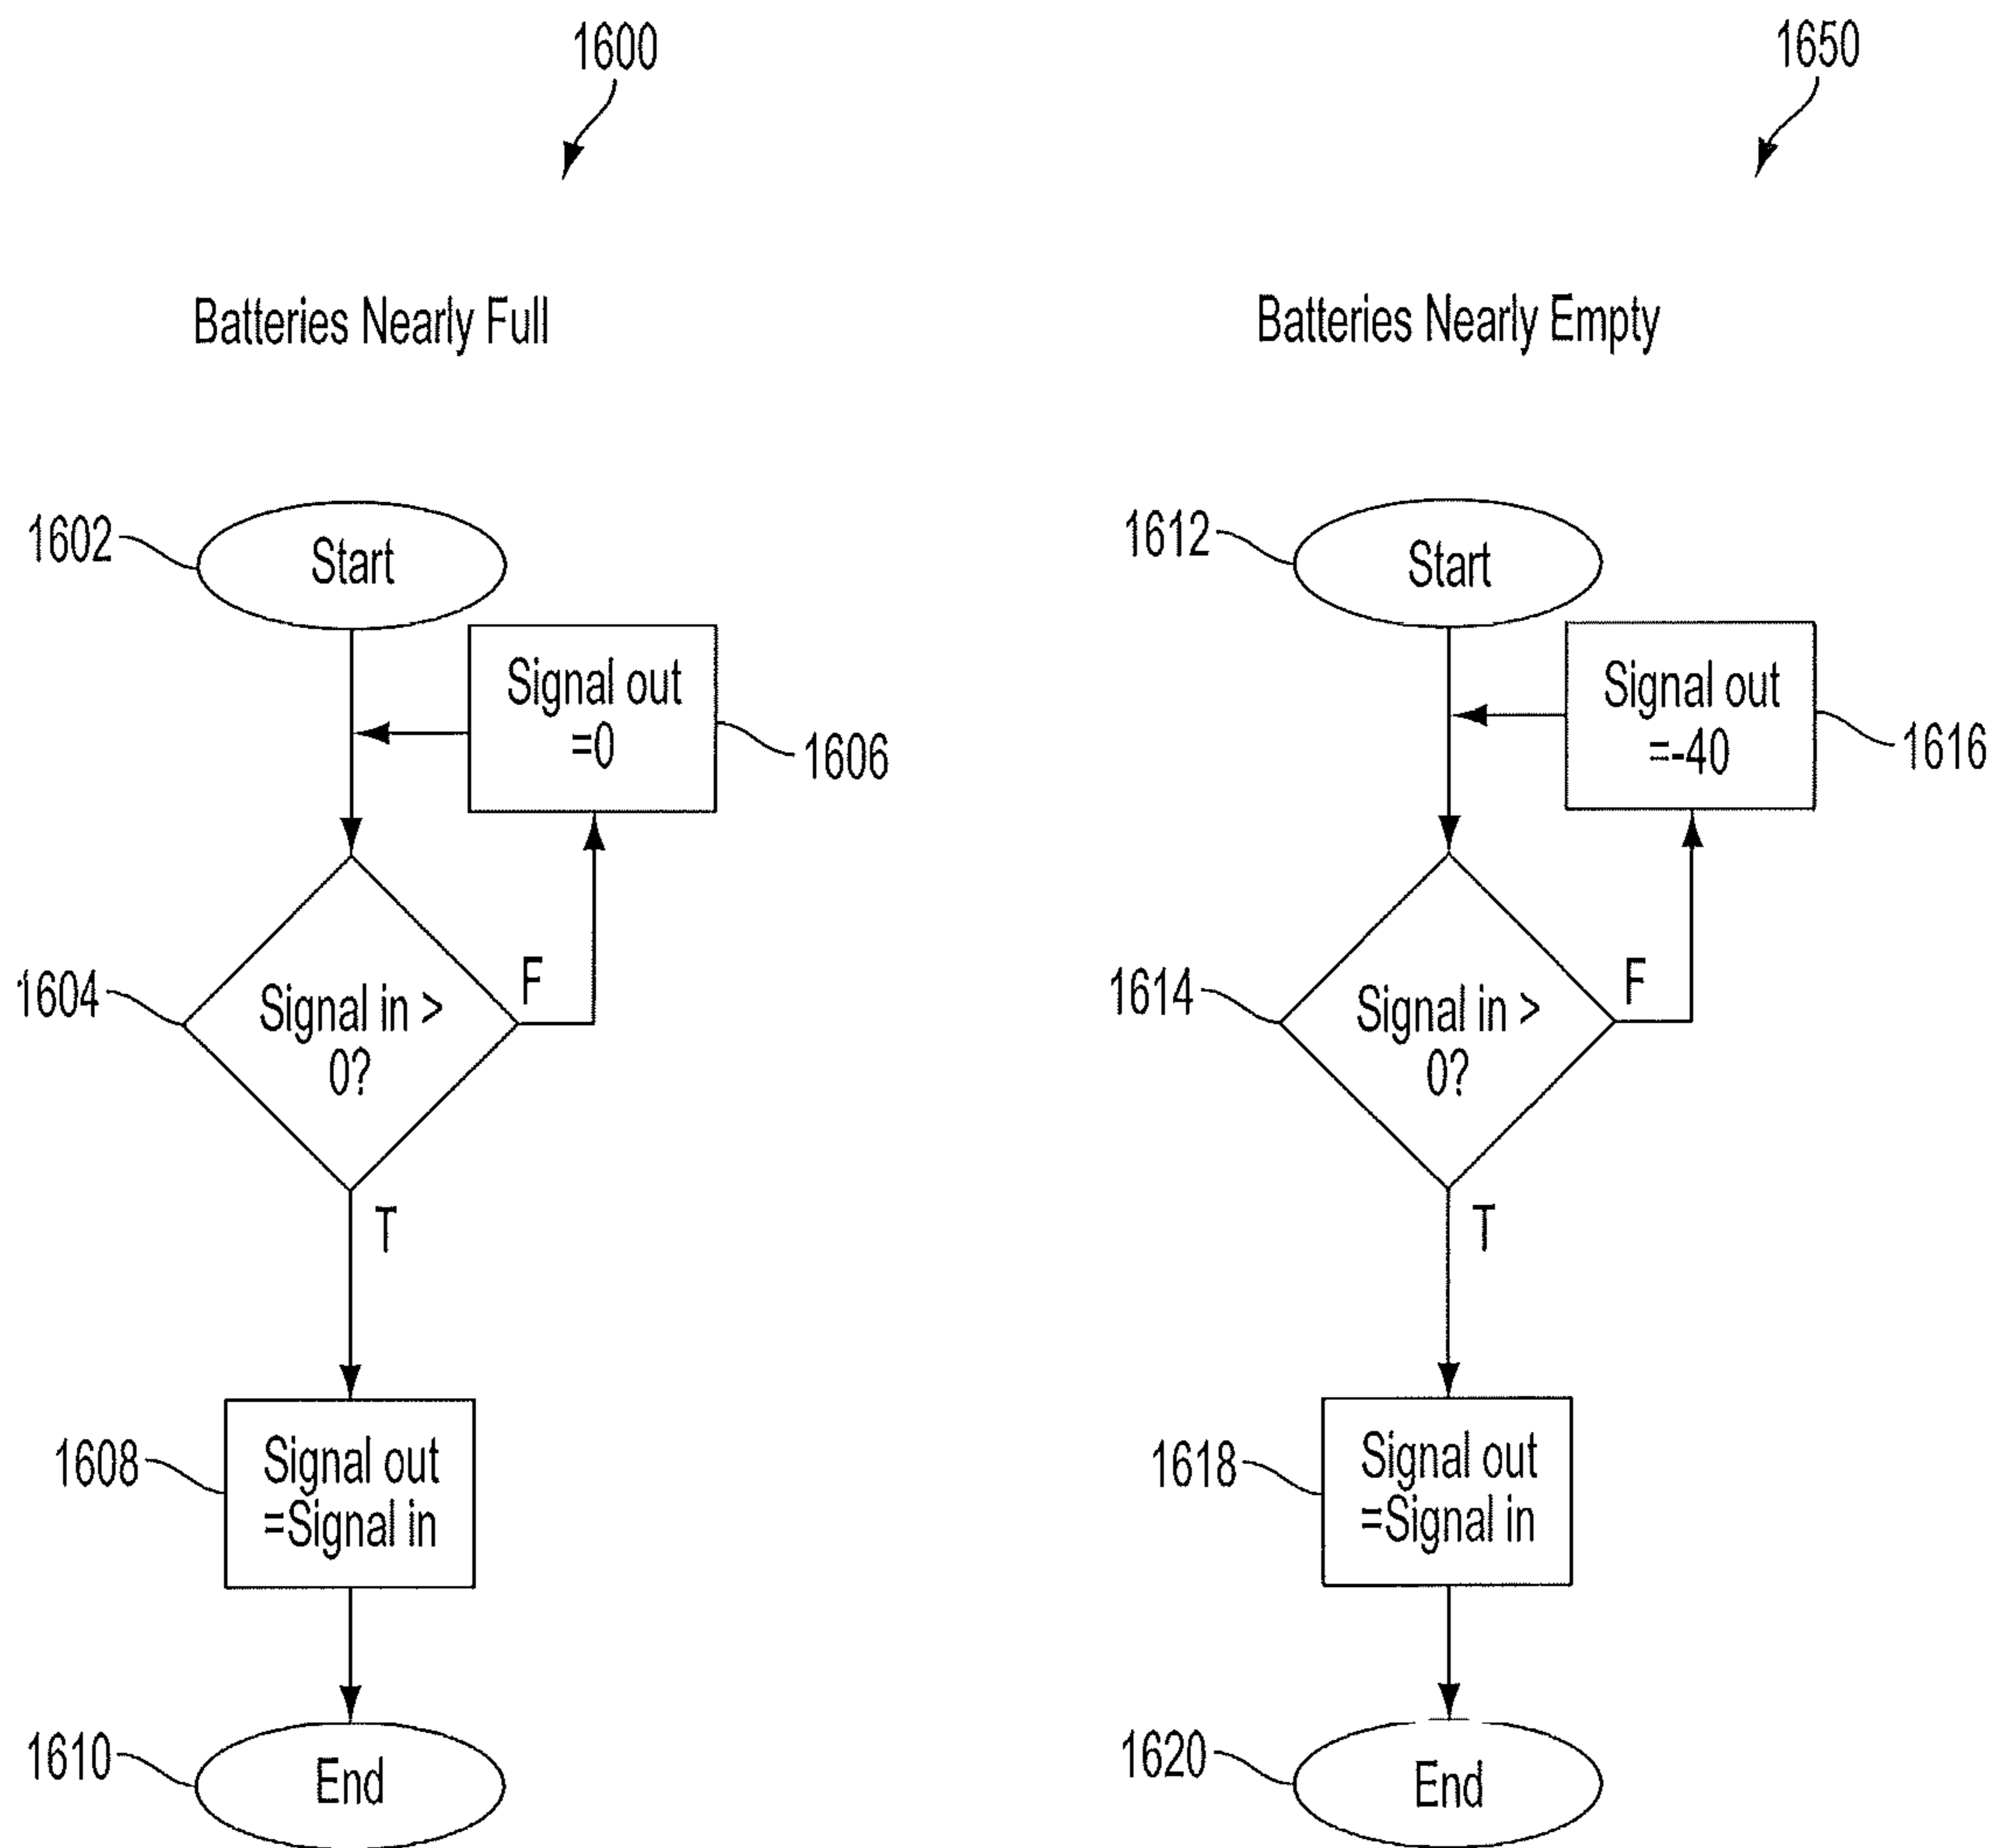 1600
Batteries Nearly Full
1602
Start
Signal out
=0
1606
1604
Signal in >
0?
F
T
1608
Signal out
=Signal in
1610
End
1650
Batteries Nearly Empty
1612
Start
Signal out
=-40
1616
1614
Signal in >
0?
F
T
1618
Signal out
=Signal in
1620
End